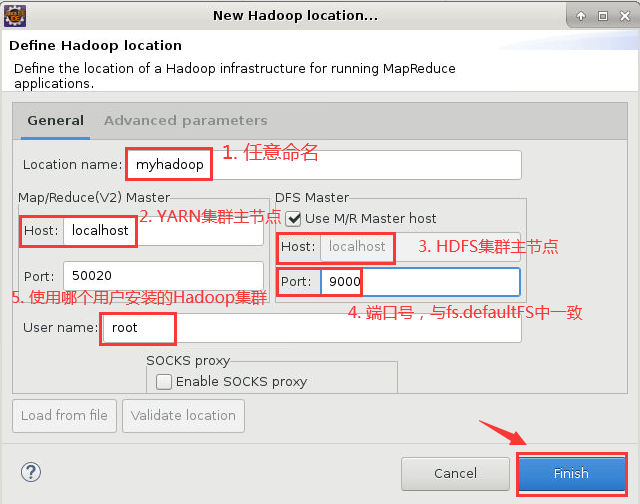 New Hadoop location...
Define Hadoop location
Define the location of a Hadoop infrastructure for running MapReduce
applications.
General Advanced parameters
Location name: myhadoop 1. 任意命名
Map/Reduce(V2) Master
Host: localhost 2. YARN集群主节点
Port: 50020
DFS Master
Use M/R Master host
Host: localhost 3. HDFS集群主节点
Port: 9000
4. 端口号，与fs.defaultFS中一致
5. 使用哪个用户安装的Hadoop集群
User name: root
SOCKS proxy
Enable SOCKS proxy
Load from file Validate location
? Cancel Finish